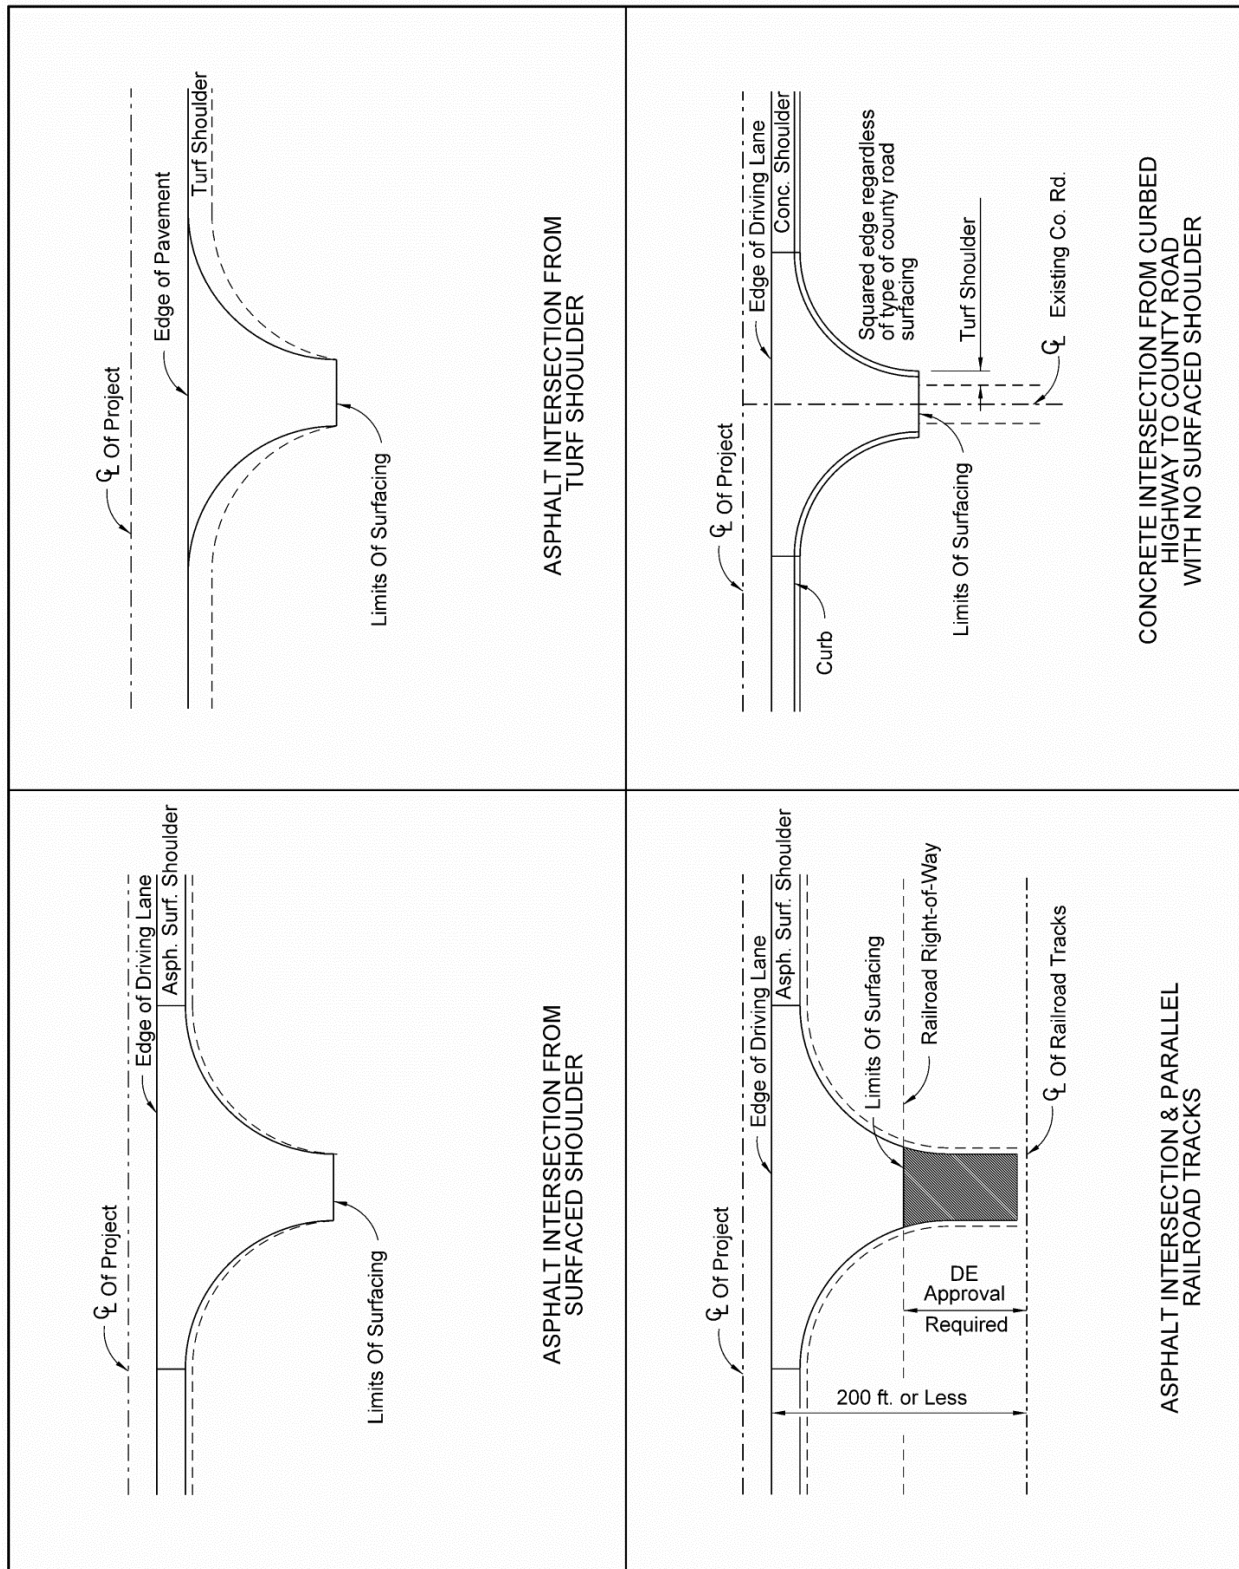 ℄ Of Project
Edge of Pavement
Turf Shoulder
Limits Of Surfacing
ASPHALT INTERSECTION FROM
TURF SHOULDER
℄ Of Project
Edge of Driving Lane
Conc. Shoulder
Curb
Squared edge regardless
of type of county road
surfacing
Turf Shoulder
Limits Of Surfacing
℄ Existing Co. Rd.
CONCRETE INTERSECTION FROM CURBED
HIGHWAY TO COUNTY ROAD
WITH NO SURFACED SHOULDER
℄ Of Project
Edge of Driving Lane
Asph. Surf. Shoulder
Limits Of Surfacing
ASPHALT INTERSECTION FROM
SURFACED SHOULDER
℄ Of Project
Edge of Driving Lane
Asph. Surf. Shoulder
Limits Of Surfacing
Railroad Right-of-Way
DE
Approval
Required
200 ft. or Less
℄ Of Railroad Tracks
ASPHALT INTERSECTION & PARALLEL
RAILROAD TRACKS